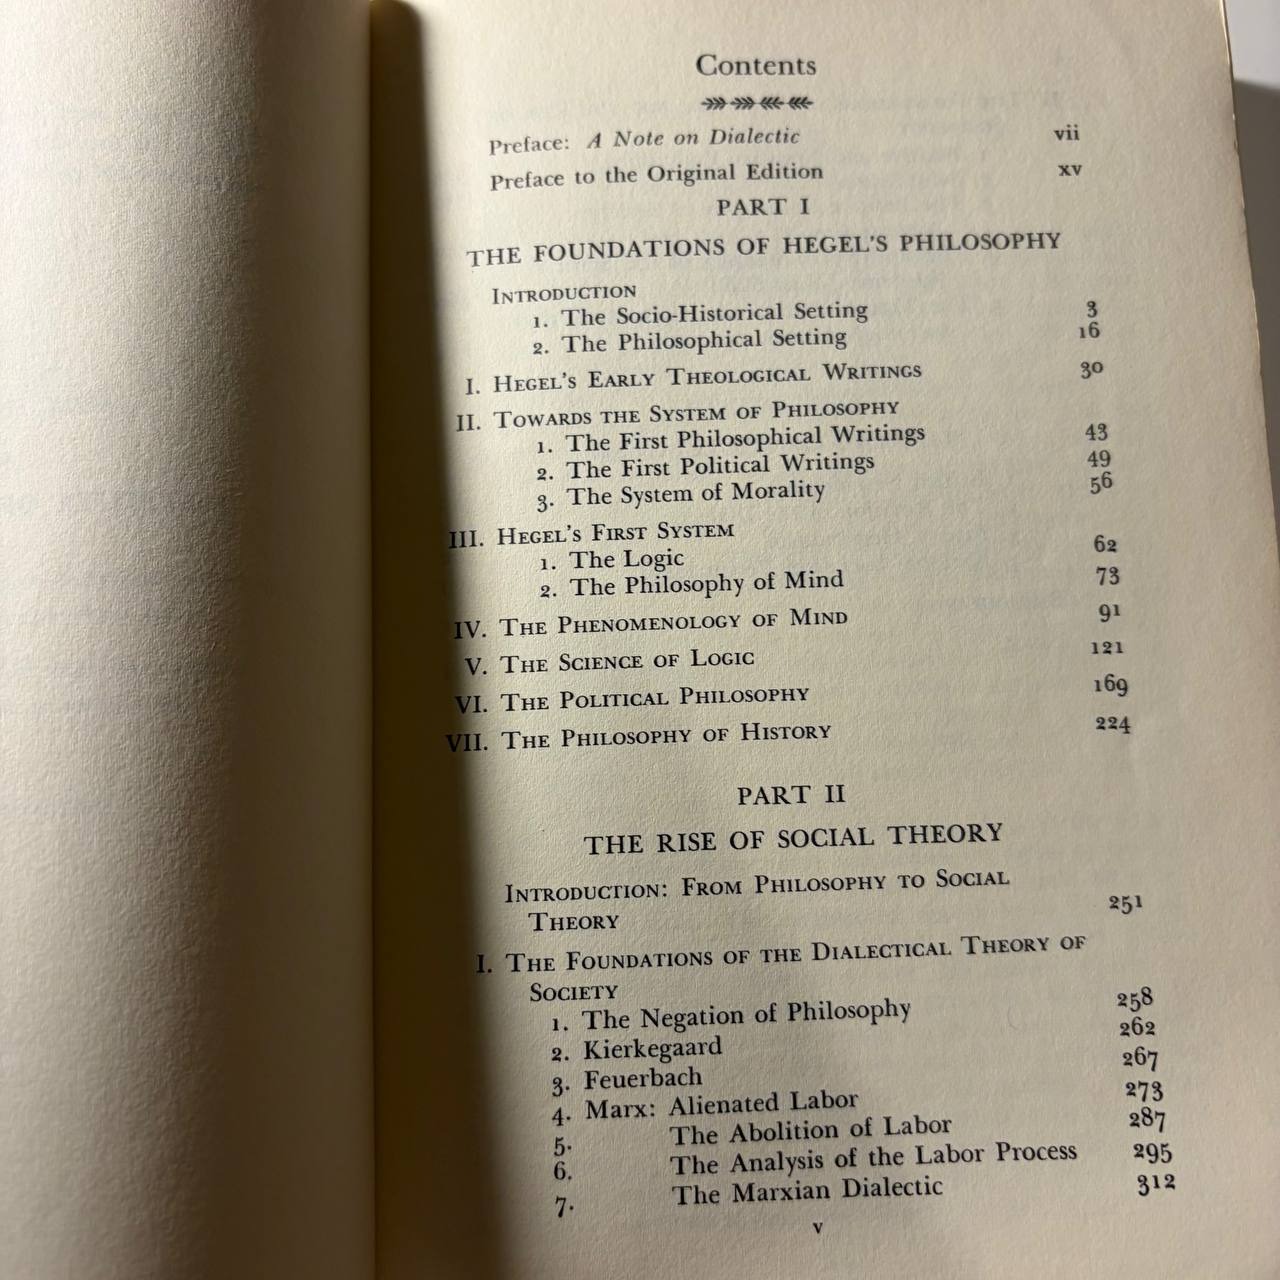 Contents
Preface: A Note on Dialectic vii
Preface to the Original Edition xv
PART I
THE FOUNDATIONS OF HEGEL'S PHILOSOPHY
INTRODUCTION
1. The Socio-Historical Setting 3
2. The Philosophical Setting 16
I. HEGEL'S EARLY THEOLOGICAL WRITINGS 30
II. TOWARDS THE SYSTEM OF PHILOSOPHY
1. The First Philosophical Writings 43
2. The First Political Writings 49
3. The System of Morality 56
III. HEGEL'S FIRST SYSTEM
1. The Logic 62
2. The Philosophy of Mind 73
IV. THE PHENOMENOLOGY OF MIND 91
V. THE SCIENCE OF LOGIC 121
VI. THE POLITICAL PHILOSOPHY 169
VII. THE PHILOSOPHY OF HISTORY 224
PART II
THE RISE OF SOCIAL THEORY
INTRODUCTION: FROM PHILOSOPHY TO SOCIAL
THEORY 251
I. THE FOUNDATIONS OF THE DIALECTICAL THEORY OF
SOCIETY
1. The Negation of Philosophy 258
2. Kierkegaard 262
3. Feuerbach 267
4. Marx: Alienated Labor 273
5. The Abolition of Labor 287
6. The Analysis of the Labor Process 295
7. The Marxian Dialectic 312
v